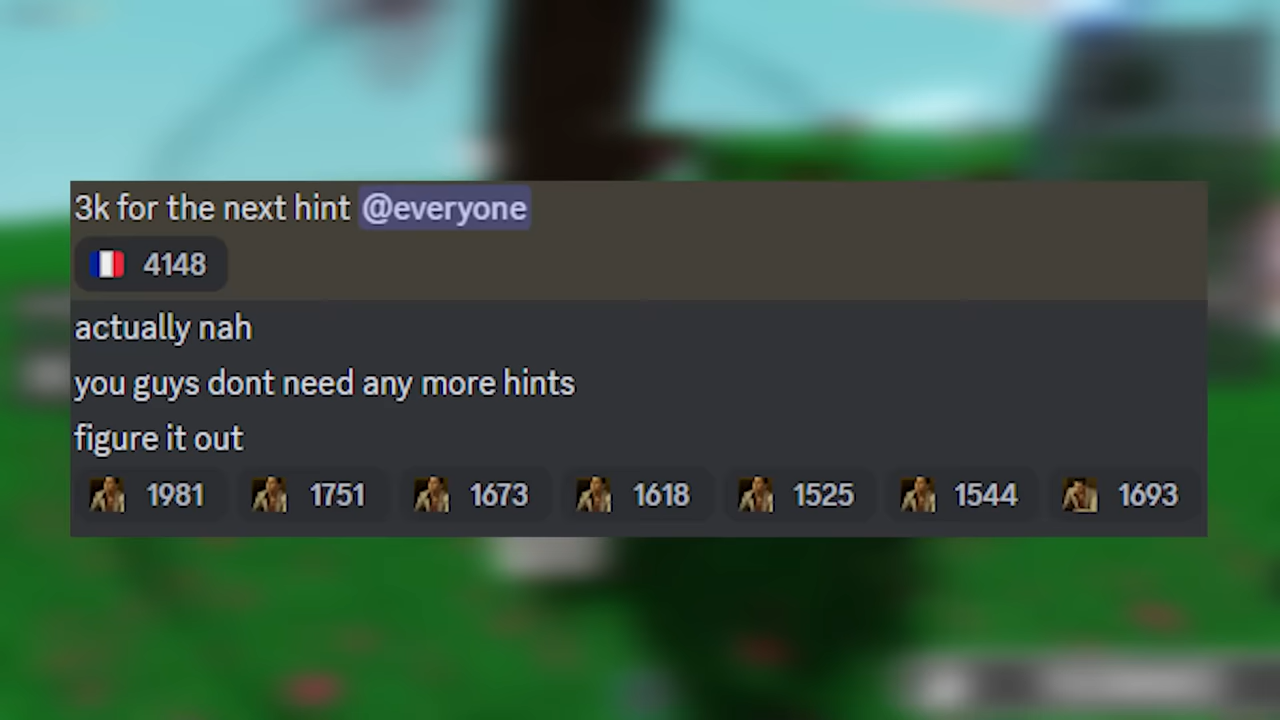 3k for the next hint @everyone
4148
actually nah
you guys dont need any more hints
figure it out
1981 1751 1673 1618 1525 1544 1693